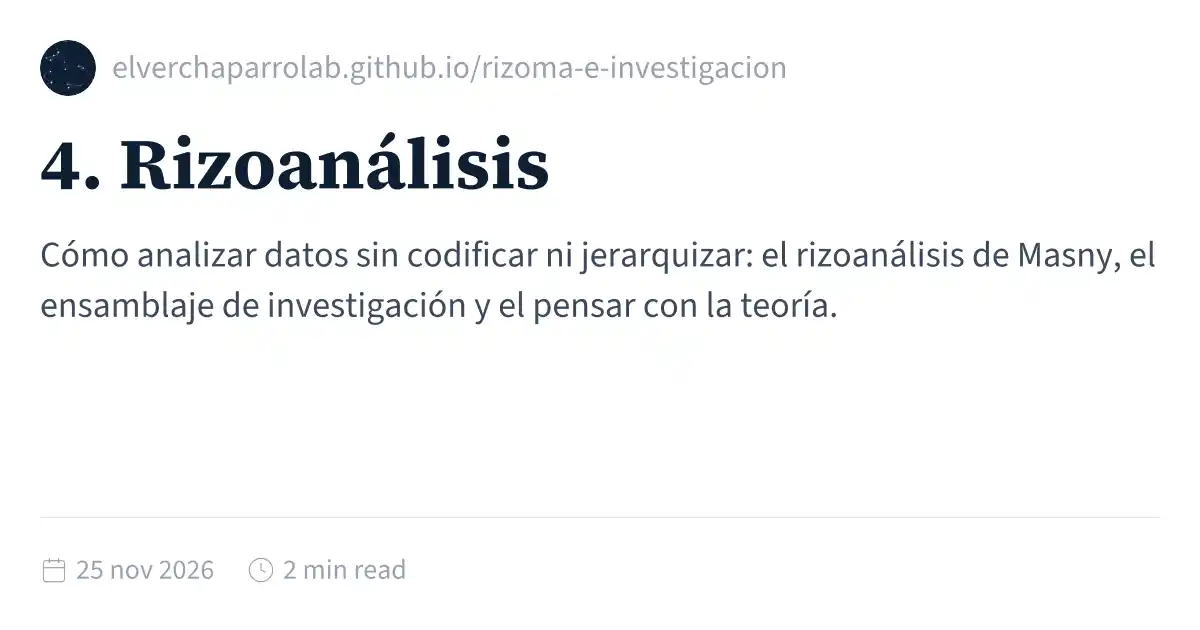 elverchaparrolab.github.io/rizoma-e-investigacion
4. Rizoanálisis
Cómo analizar datos sin codificar ni jerarquizar: el rizoanálisis de Masny, el
ensamblaje de investigación y el pensar con la teoría.
25 nov 2026 2 min read